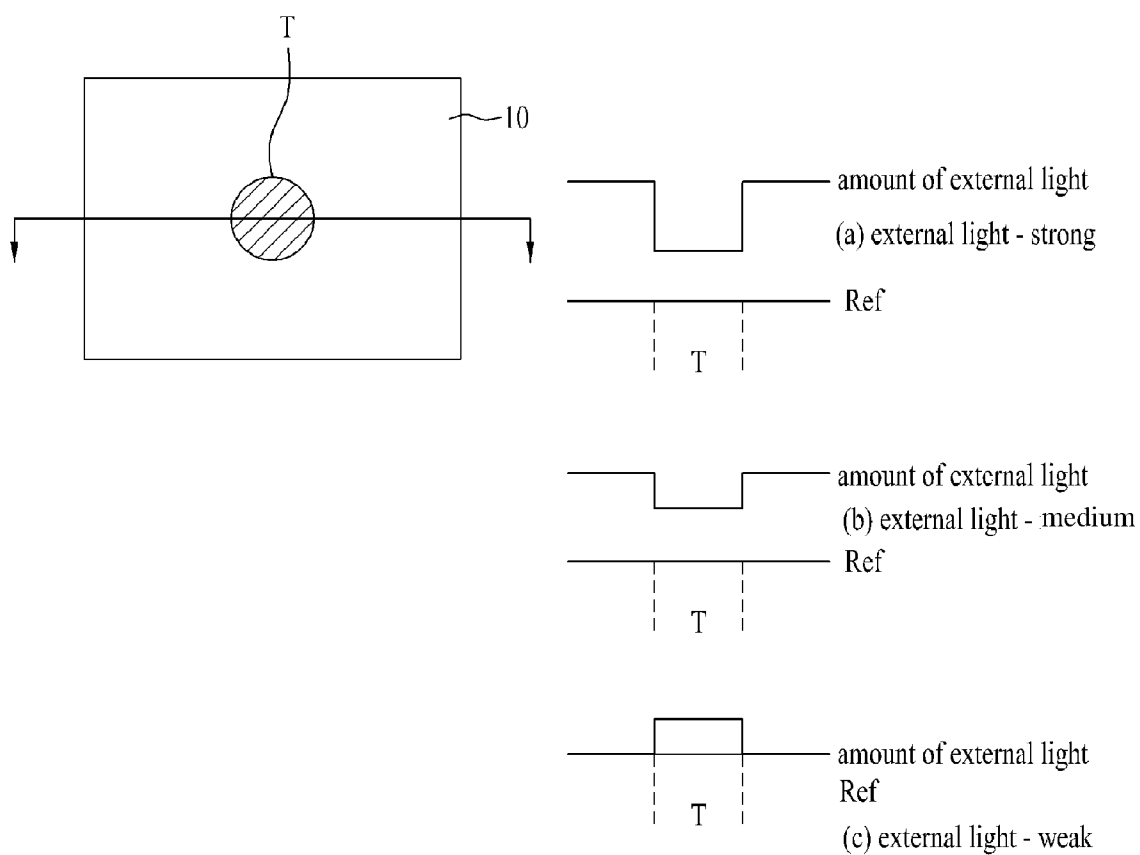 T
10
amount of external light
(a) external light - strong
Ref
T
amount of external light
(b) external light - medium
Ref
T
amount of external light
Ref
T
(c) external light - weak